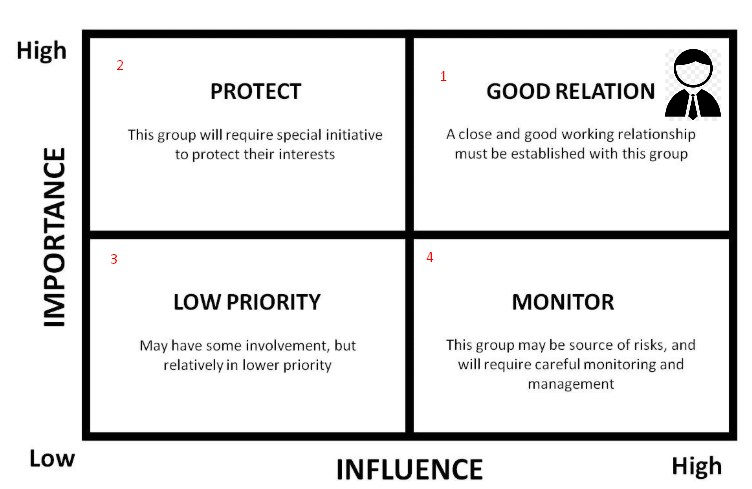 High
2
PROTECT
This group will require special initiative
to protect their interests
1
GOOD RELATION
A close and good working relationship
must be established with this group
IMPORTANCE
3
LOW PRIORITY
May have some involvement, but
relatively in lower priority
4
MONITOR
This group may be source of risks, and
will require careful monitoring and
management
Low
INFLUENCE
High